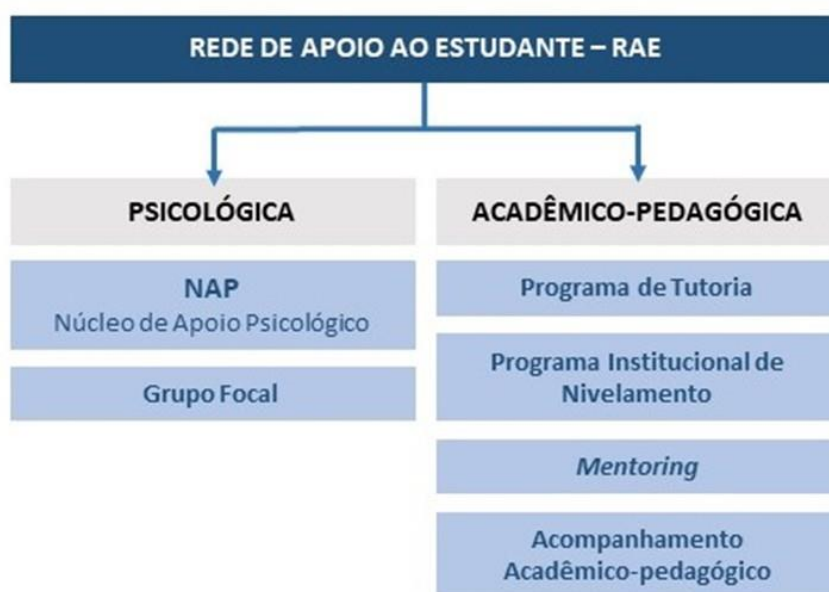 REDE DE APOIO AO ESTUDANTE – RAE
PSICOLÓGICA
NAP
Núcleo de Apoio Psicológico
Grupo Focal
ACADÊMICO-PEDAGÓGICA
Programa de Tutoria
Programa Institucional de
Nivelamento
Mentoring
Acompanhamento
Acadêmico-pedagógico